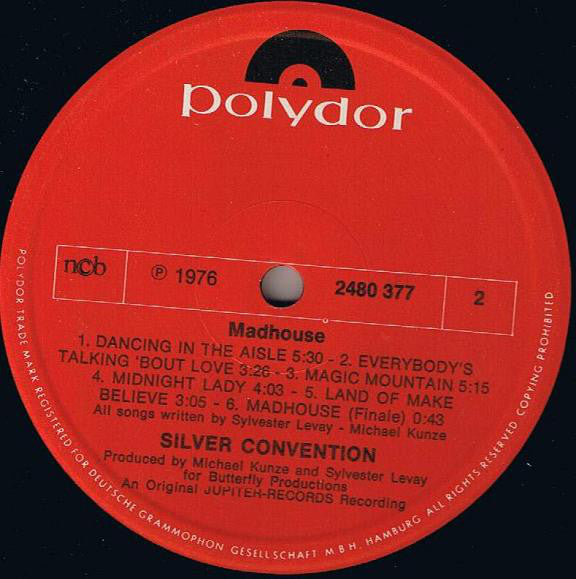 polydor
ncb
℗ 1976
2480 377
2
Madhouse
1. DANCING IN THE AISLE 5:30 - 2. EVERYBODY'S
TALKING 'BOUT LOVE 3:26 - 3. MAGIC MOUNTAIN 5:15
4. MIDNIGHT LADY 4:03 - 5. LAND OF MAKE
BELIEVE 3:05 - 6. MADHOUSE (Finale) 0:43
All songs written by Sylvester Levay - Michael Kunze
SILVER CONVENTION
Produced by Michael Kunze and Sylvester Levay
for Butterfly Productions
An Original JUPITER-RECORDS Recording
POLYDOR TRADE MARK REGISTERED FOR DEUTSCHE GRAMMOPHON GESELLSCHAFT M B H. HAMBURG ALL RIGHTS RESERVED COPYING PROHIBITED